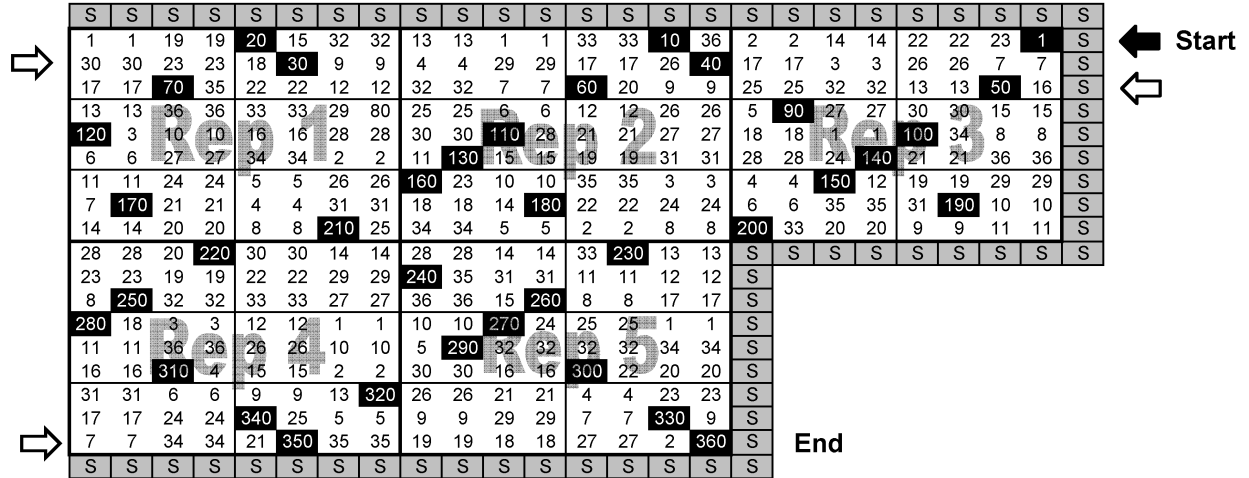 S S S S S S S S S S S S S S S S S S S S S S S S S
1 1 19 19 20 15 32 32 13 13 1 1 33 33 10 36 2 2 14 14 22 22 23 1 S Start
30 30 23 23 18 30 9 9 4 4 29 29 17 17 26 40 17 17 3 3 26 26 7 7 S
17 17 70 35 22 22 12 12 32 32 7 7 60 20 9 9 25 25 32 32 13 13 50 16 S
13 13 36 36 33 33 29 80 25 25 6 6 12 12 26 26 5 90 27 27 30 30 15 15 S
Rep 1 Rep 2 Rep 3
120 3 10 10 16 16 28 28 30 30 110 28 21 21 27 27 18 18 1 1 100 34 8 8 S
6 6 27 27 34 34 2 2 11 130 15 15 19 19 31 31 28 28 24 140 21 21 36 36 S
11 11 24 24 5 5 26 26 160 23 10 10 35 35 3 3 4 4 150 12 19 19 29 29 S
7 170 21 21 4 4 31 31 18 18 14 180 22 22 24 24 6 6 35 35 31 190 10 10 S
14 14 20 20 8 8 210 25 34 34 5 5 2 2 8 8 200 33 20 20 9 9 11 11 S
28 28 20 220 30 30 14 14 28 28 14 14 33 230 13 13 S S S S S S S S S
23 23 19 19 22 22 29 29 240 35 31 31 11 11 12 12 S
8 250 32 32 33 33 27 27 36 36 15 260 8 8 17 17 S
280 18 3 3 12 12 1 1 10 10 270 24 25 25 1 1 S
Rep 4 Rep 5
11 11 36 36 26 26 10 10 5 290 32 32 32 32 34 34 S
16 16 310 4 15 15 2 2 30 30 16 16 300 22 20 20 S
31 31 6 6 9 9 13 320 26 26 21 21 4 4 23 23 S
17 17 24 24 340 25 5 5 9 9 29 29 7 7 330 9 S
7 7 34 34 21 350 35 35 19 19 18 18 27 27 2 360 S End
S S S S S S S S S S S S S S S S S